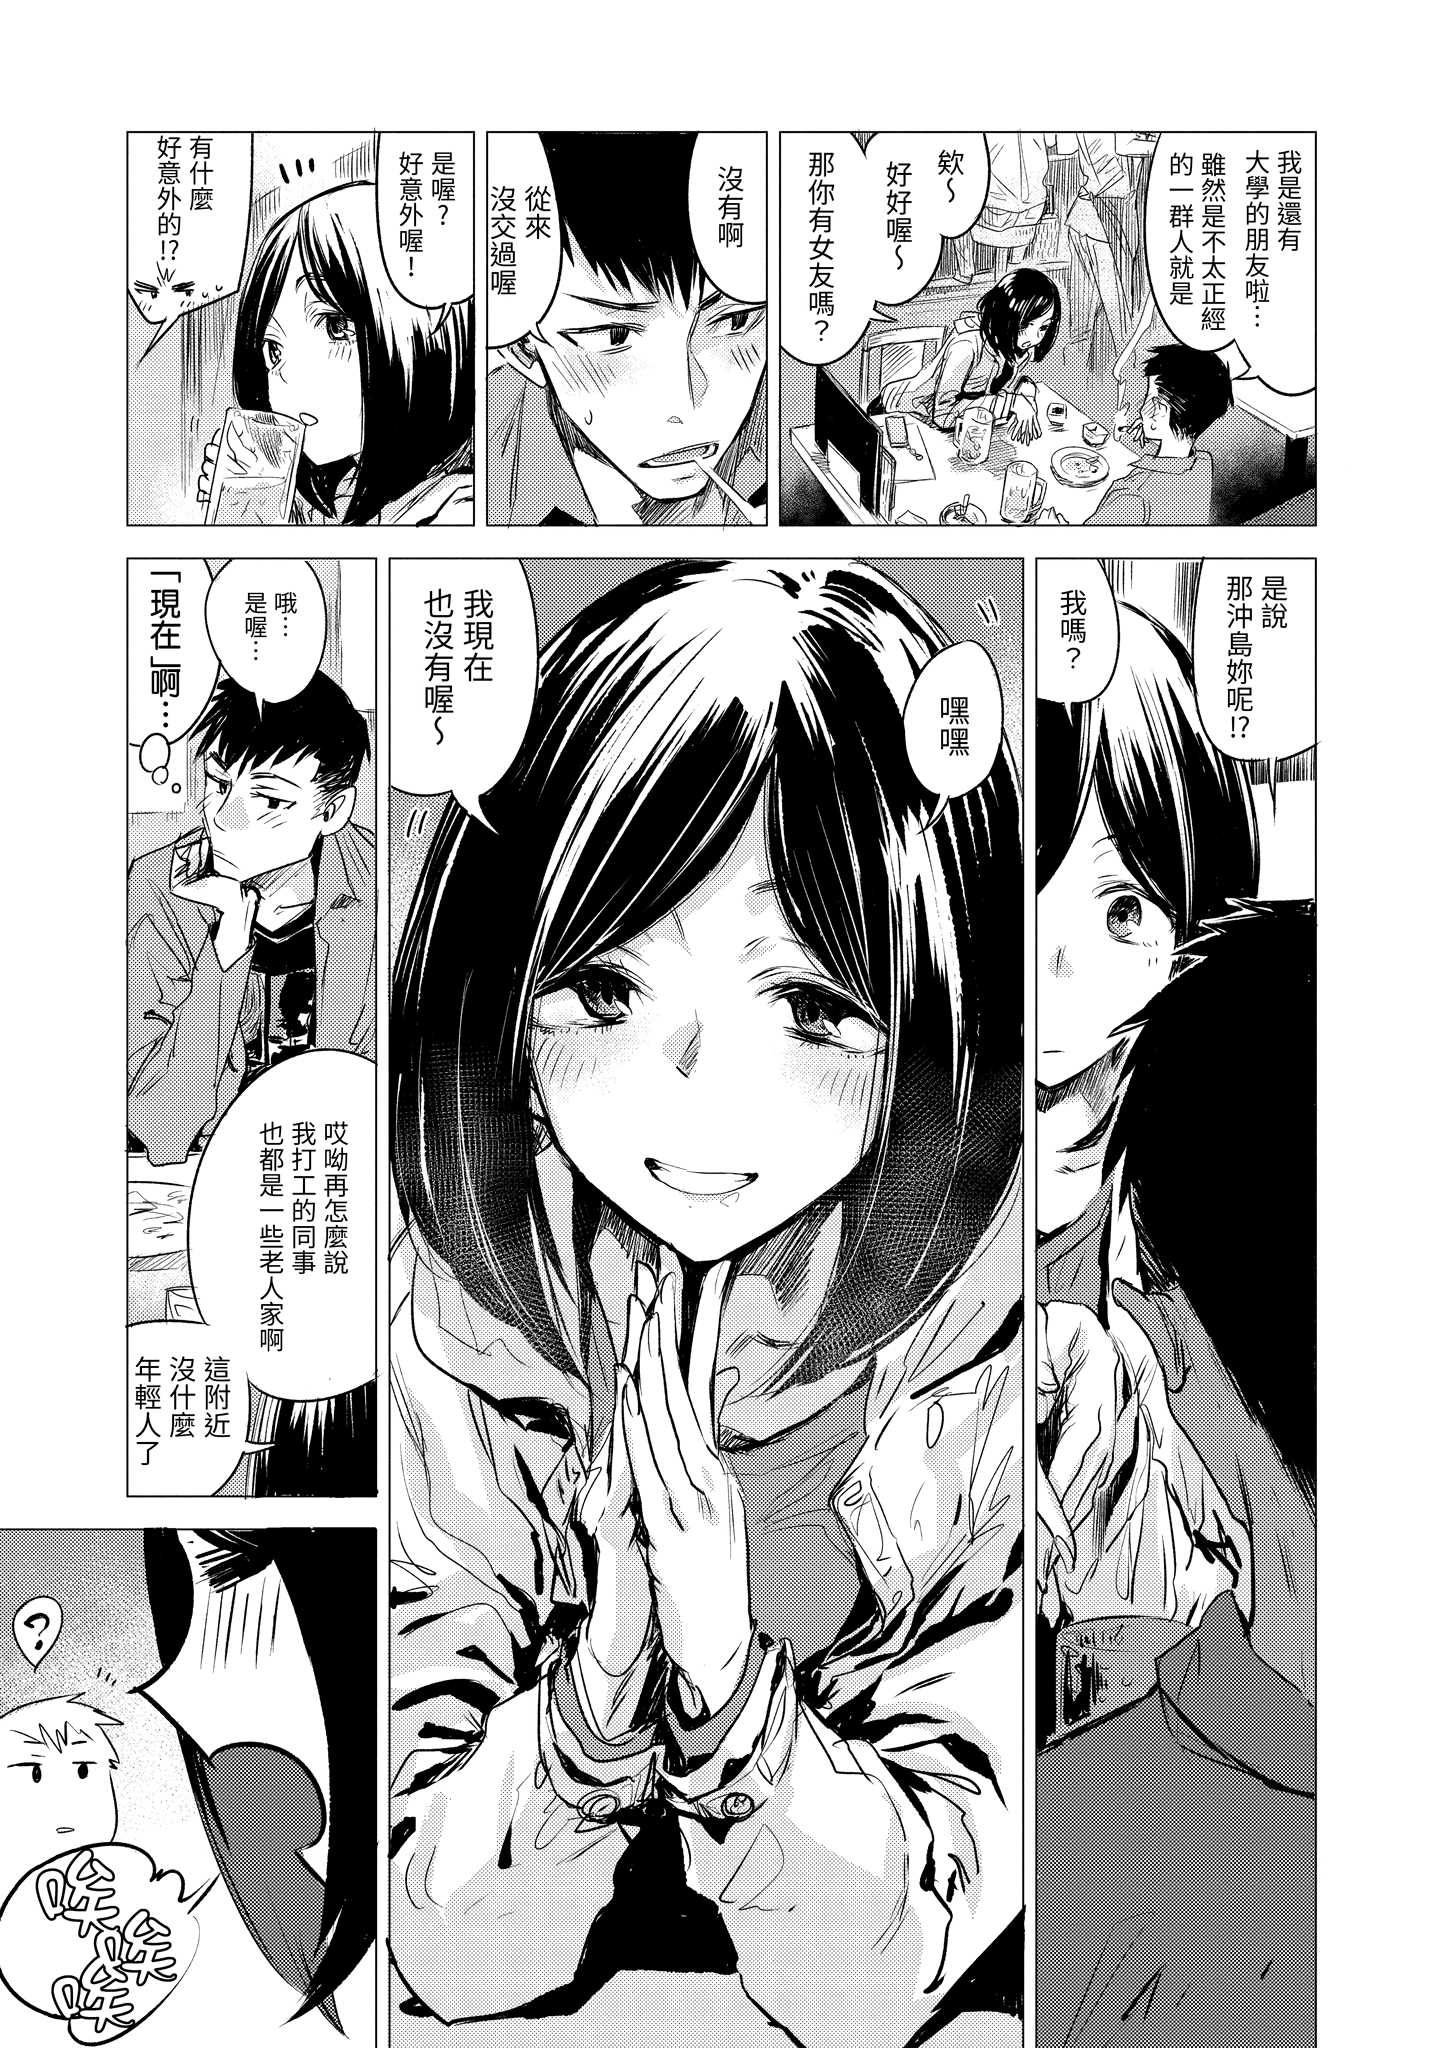 我是還有
大學的朋友啦…
雖然是不太正經
的一群人就是
欸～
好好喔～
那你有女友嗎？
沒有啊
從來
沒交過喔
是喔？
好意外喔！
有什麼
好意外的!?
是說
那沖島妳呢!?
我嗎？
嘿嘿
我現在
也沒有喔～
哦…
是喔…
「現在」啊…。
哎呦再怎麼說
我打工的同事
也都是一些老人家啊
這附近
沒什麼
年輕人了
？
唉
唉
唉